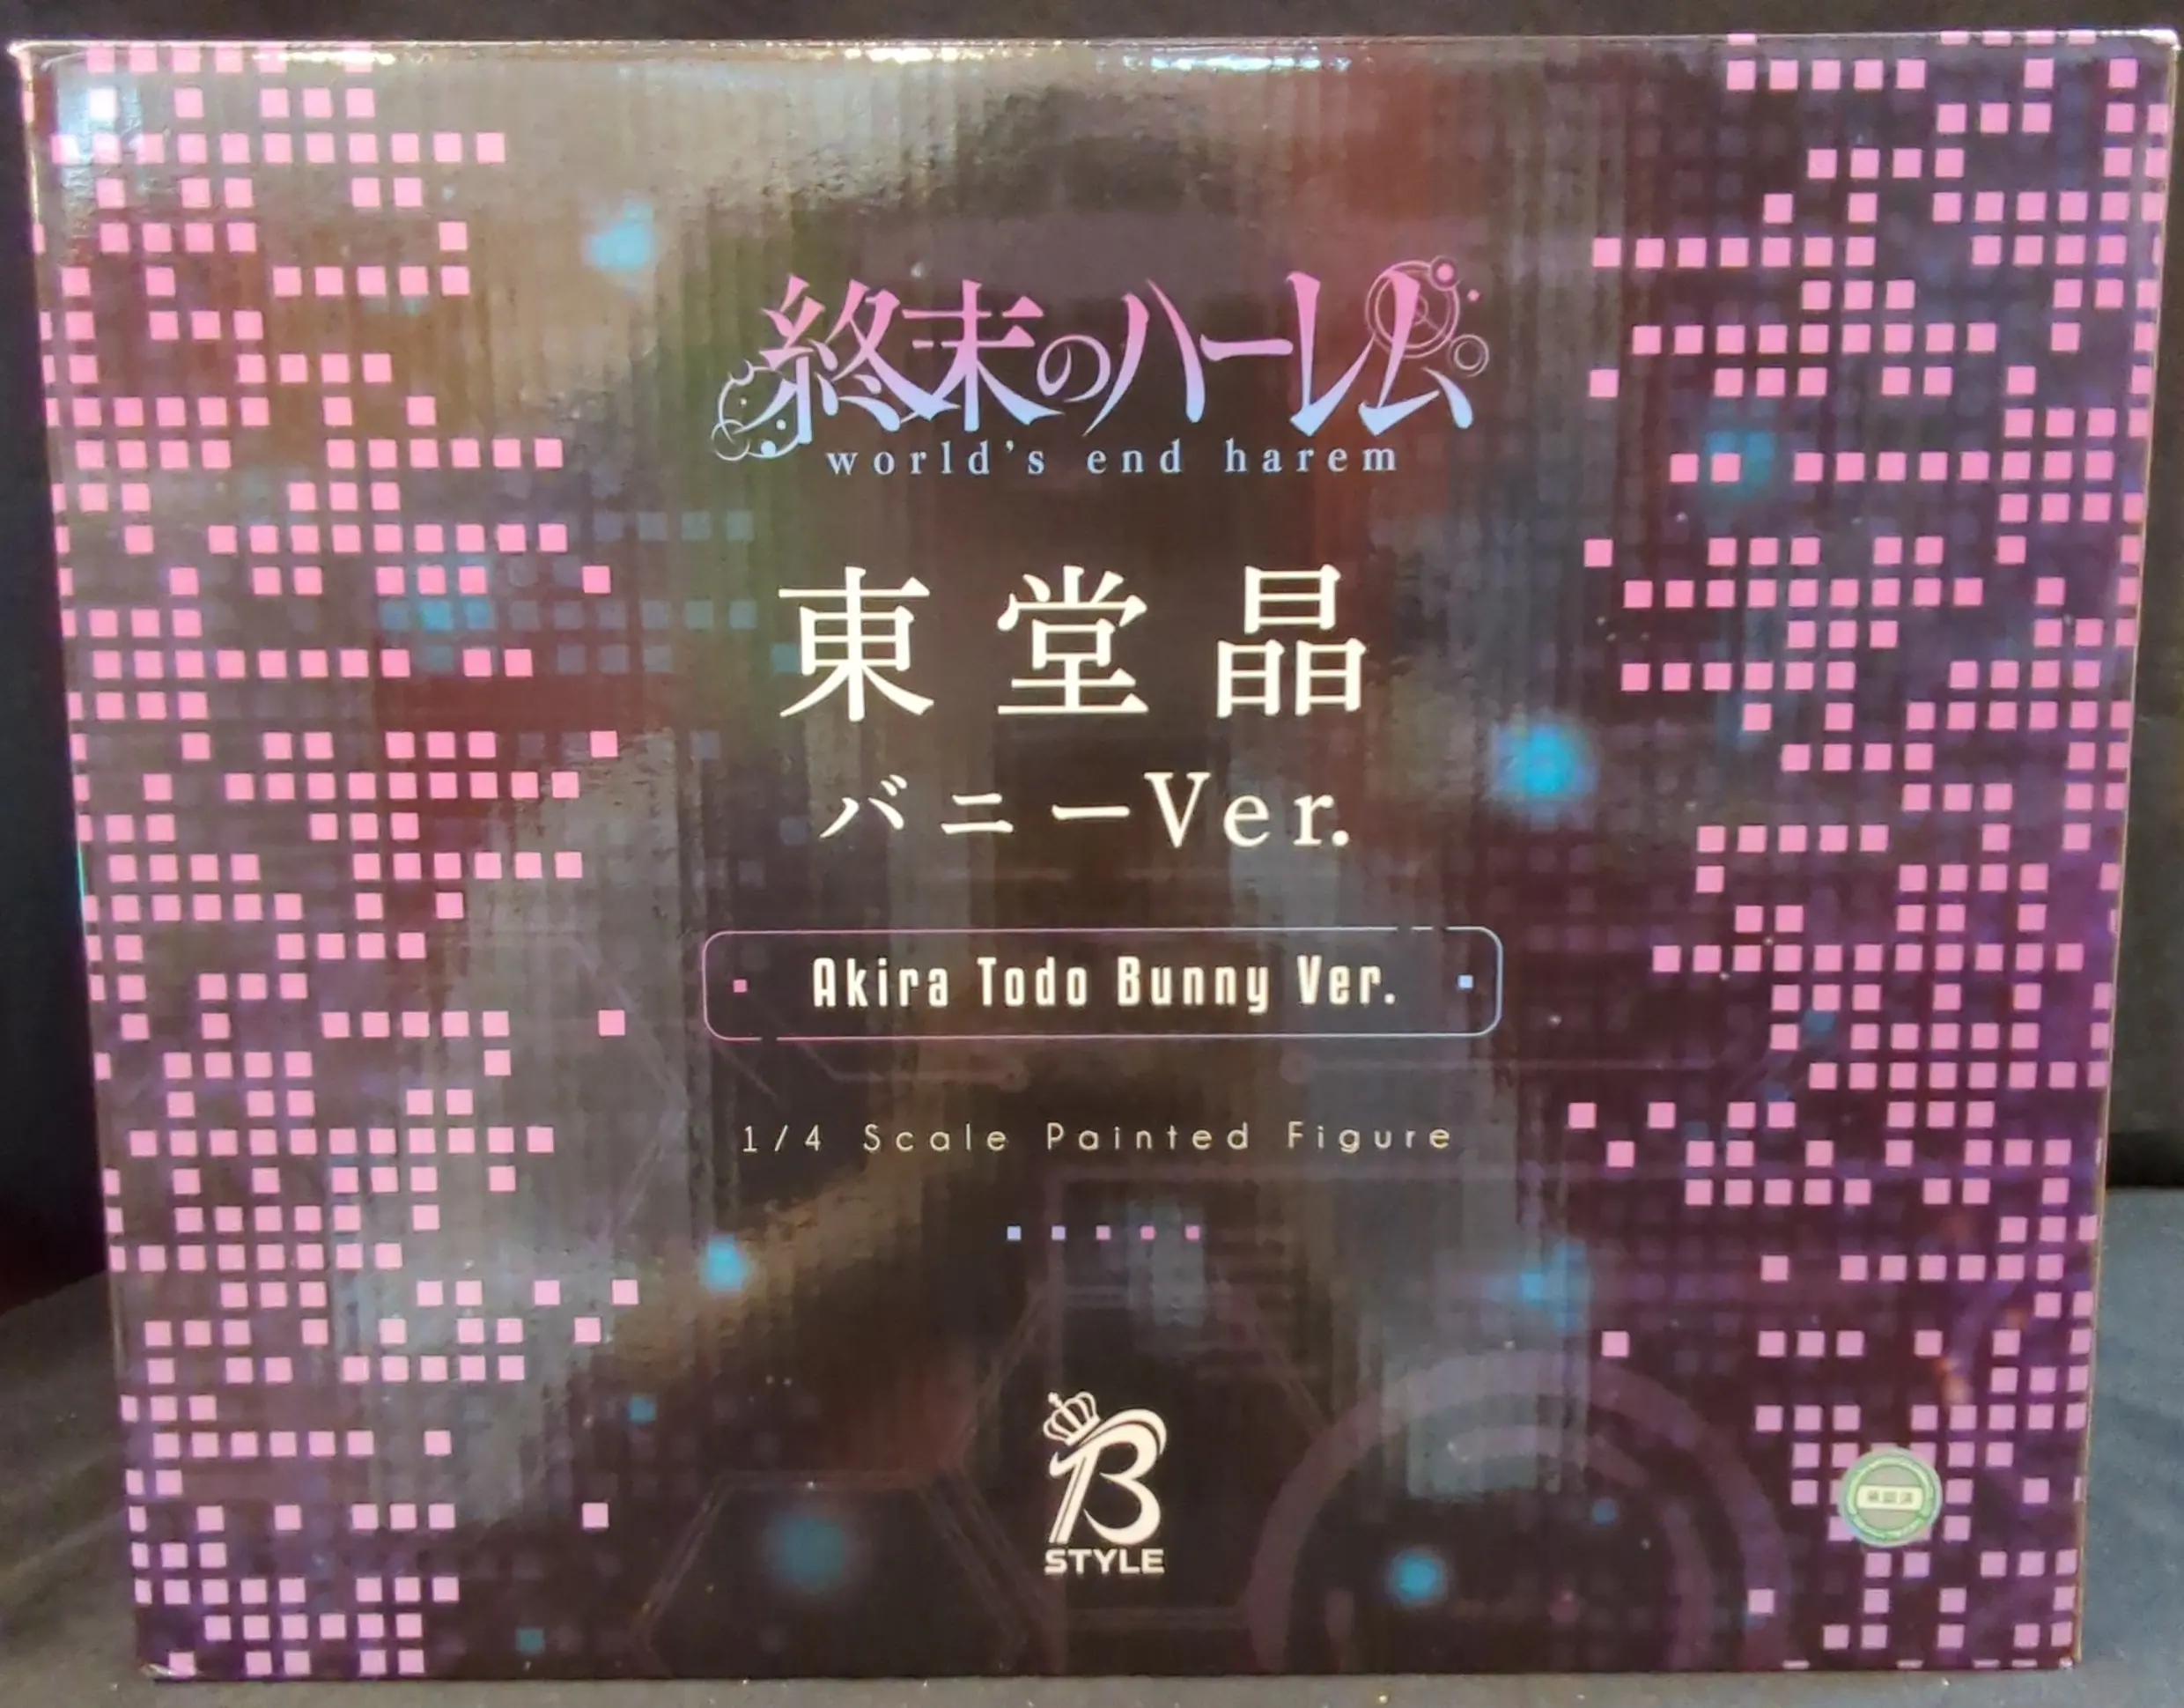 終末のハーレム
world's end harem
東堂晶
バニーVer.
Akira Todo Bunny Ver.
1/4 Scale Painted Figure
B
STYLE